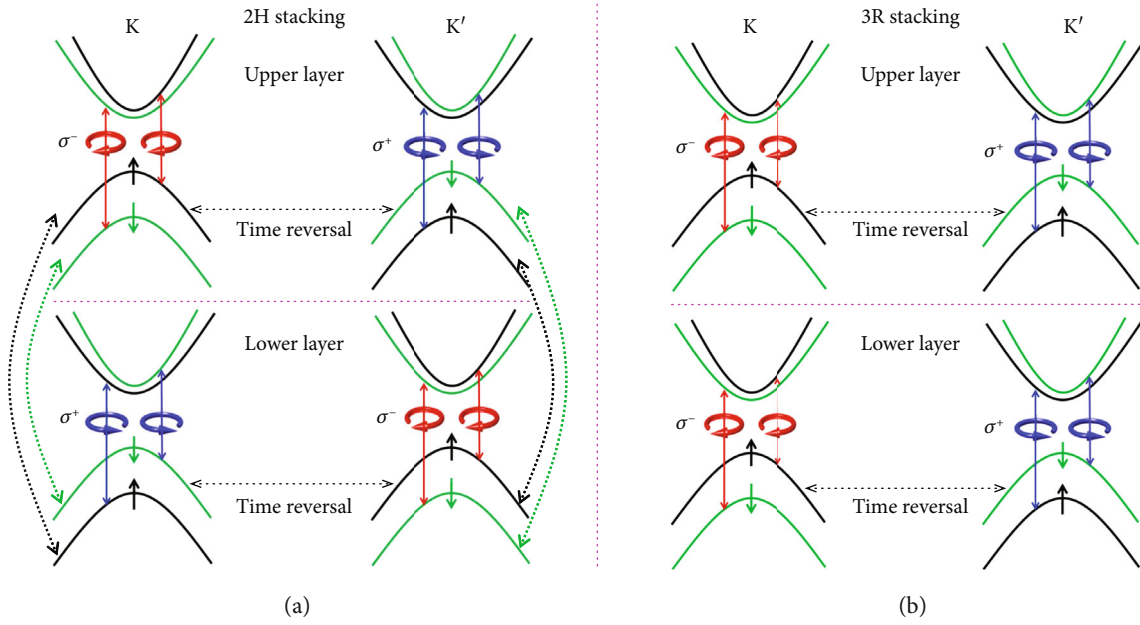 2H stacking
K
K′
Upper layer
σ⁻
σ⁺
Time reversal
Lower layer
σ⁺
σ⁻
Time reversal
(a)
3R stacking
K
K′
Upper layer
σ⁻
σ⁺
Time reversal
Lower layer
σ⁻
σ⁺
Time reversal
(b)